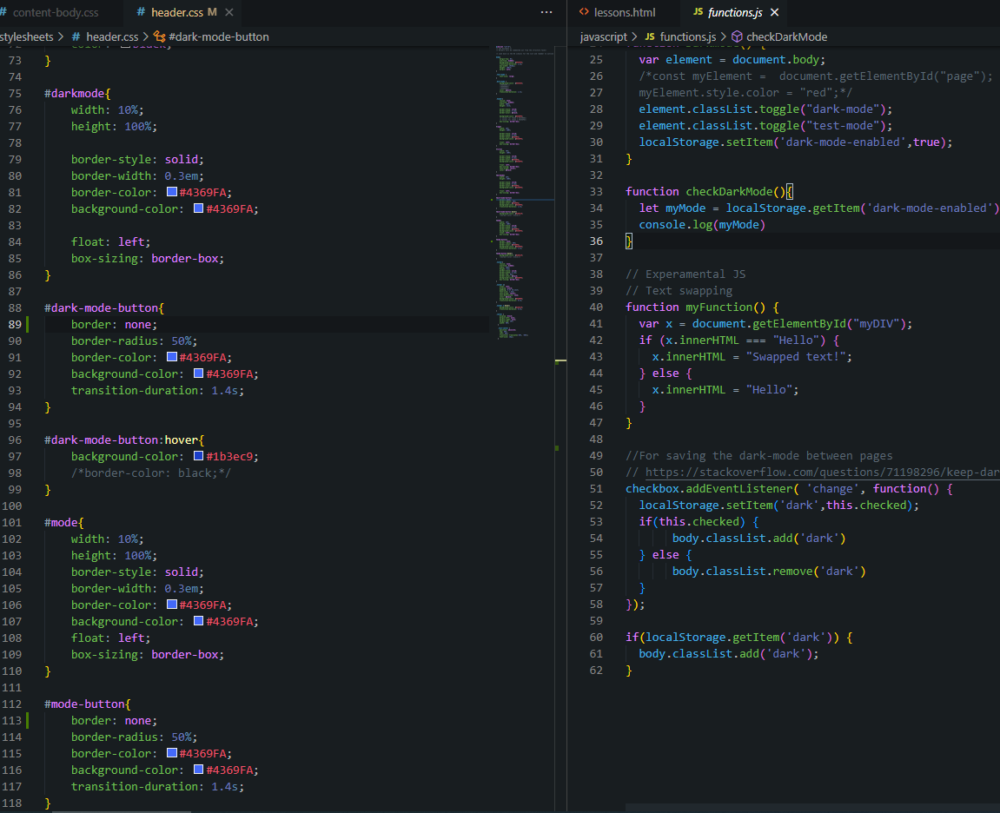 content-body.css
# header.css M
stylesheets > # header.css > #dark-mode-button
73 }
74
75 #darkmode{
76 width: 10%;
77 height: 100%;
78
79 border-style: solid;
80 border-width: 0.3em;
81 border-color: #4369FA;
82 background-color: #4369FA;
83
84 float: left;
85 box-sizing: border-box;
86 }
87
88 #dark-mode-button{
89 border: none;
90 border-radius: 50%;
91 border-color: #4369FA;
92 background-color: #4369FA;
93 transition-duration: 1.4s;
94 }
95
96 #dark-mode-button:hover{
97 background-color: #1b3ec9;
98 /*border-color: black;*/
99 }
100
101 #mode{
102 width: 10%;
103 height: 100%;
104 border-style: solid;
105 border-width: 0.3em;
106 border-color: #4369FA;
107 background-color: #4369FA;
108 float: left;
109 box-sizing: border-box;
110 }
111
112 #mode-button{
113 border: none;
114 border-radius: 50%;
115 border-color: #4369FA;
116 background-color: #4369FA;
117 transition-duration: 1.4s;
118 }
<> lessons.html
JS functions.js
javascript > JS functions.js > checkDarkMode
25 var element = document.body;
26 /*const myElement =  document.getElementById("page");
27 myElement.style.color = "red";*/
28 element.classList.toggle("dark-mode");
29 element.classList.toggle("test-mode");
30 localStorage.setItem('dark-mode-enabled',true);
31 }
32
33 function checkDarkMode(){
34 let myMode = localStorage.getItem('dark-mode-enabled')
35 console.log(myMode)
36 }
37
38 // Experamental JS
39 // Text swapping
40 function myFunction() {
41 var x = document.getElementById("myDIV");
42 if (x.innerHTML === "Hello") {
43 x.innerHTML = "Swapped text!";
44 } else {
45 x.innerHTML = "Hello";
46 }
47 }
48
49 //For saving the dark-mode between pages
50 // https://stackoverflow.com/questions/71198296/keep-dar
51 checkbox.addEventListener( 'change', function() {
52 localStorage.setItem('dark',this.checked);
53 if(this.checked) {
54 body.classList.add('dark')
55 } else {
56 body.classList.remove('dark')
57 }
58 });
59
60 if(localStorage.getItem('dark')) {
61 body.classList.add('dark');
62 }